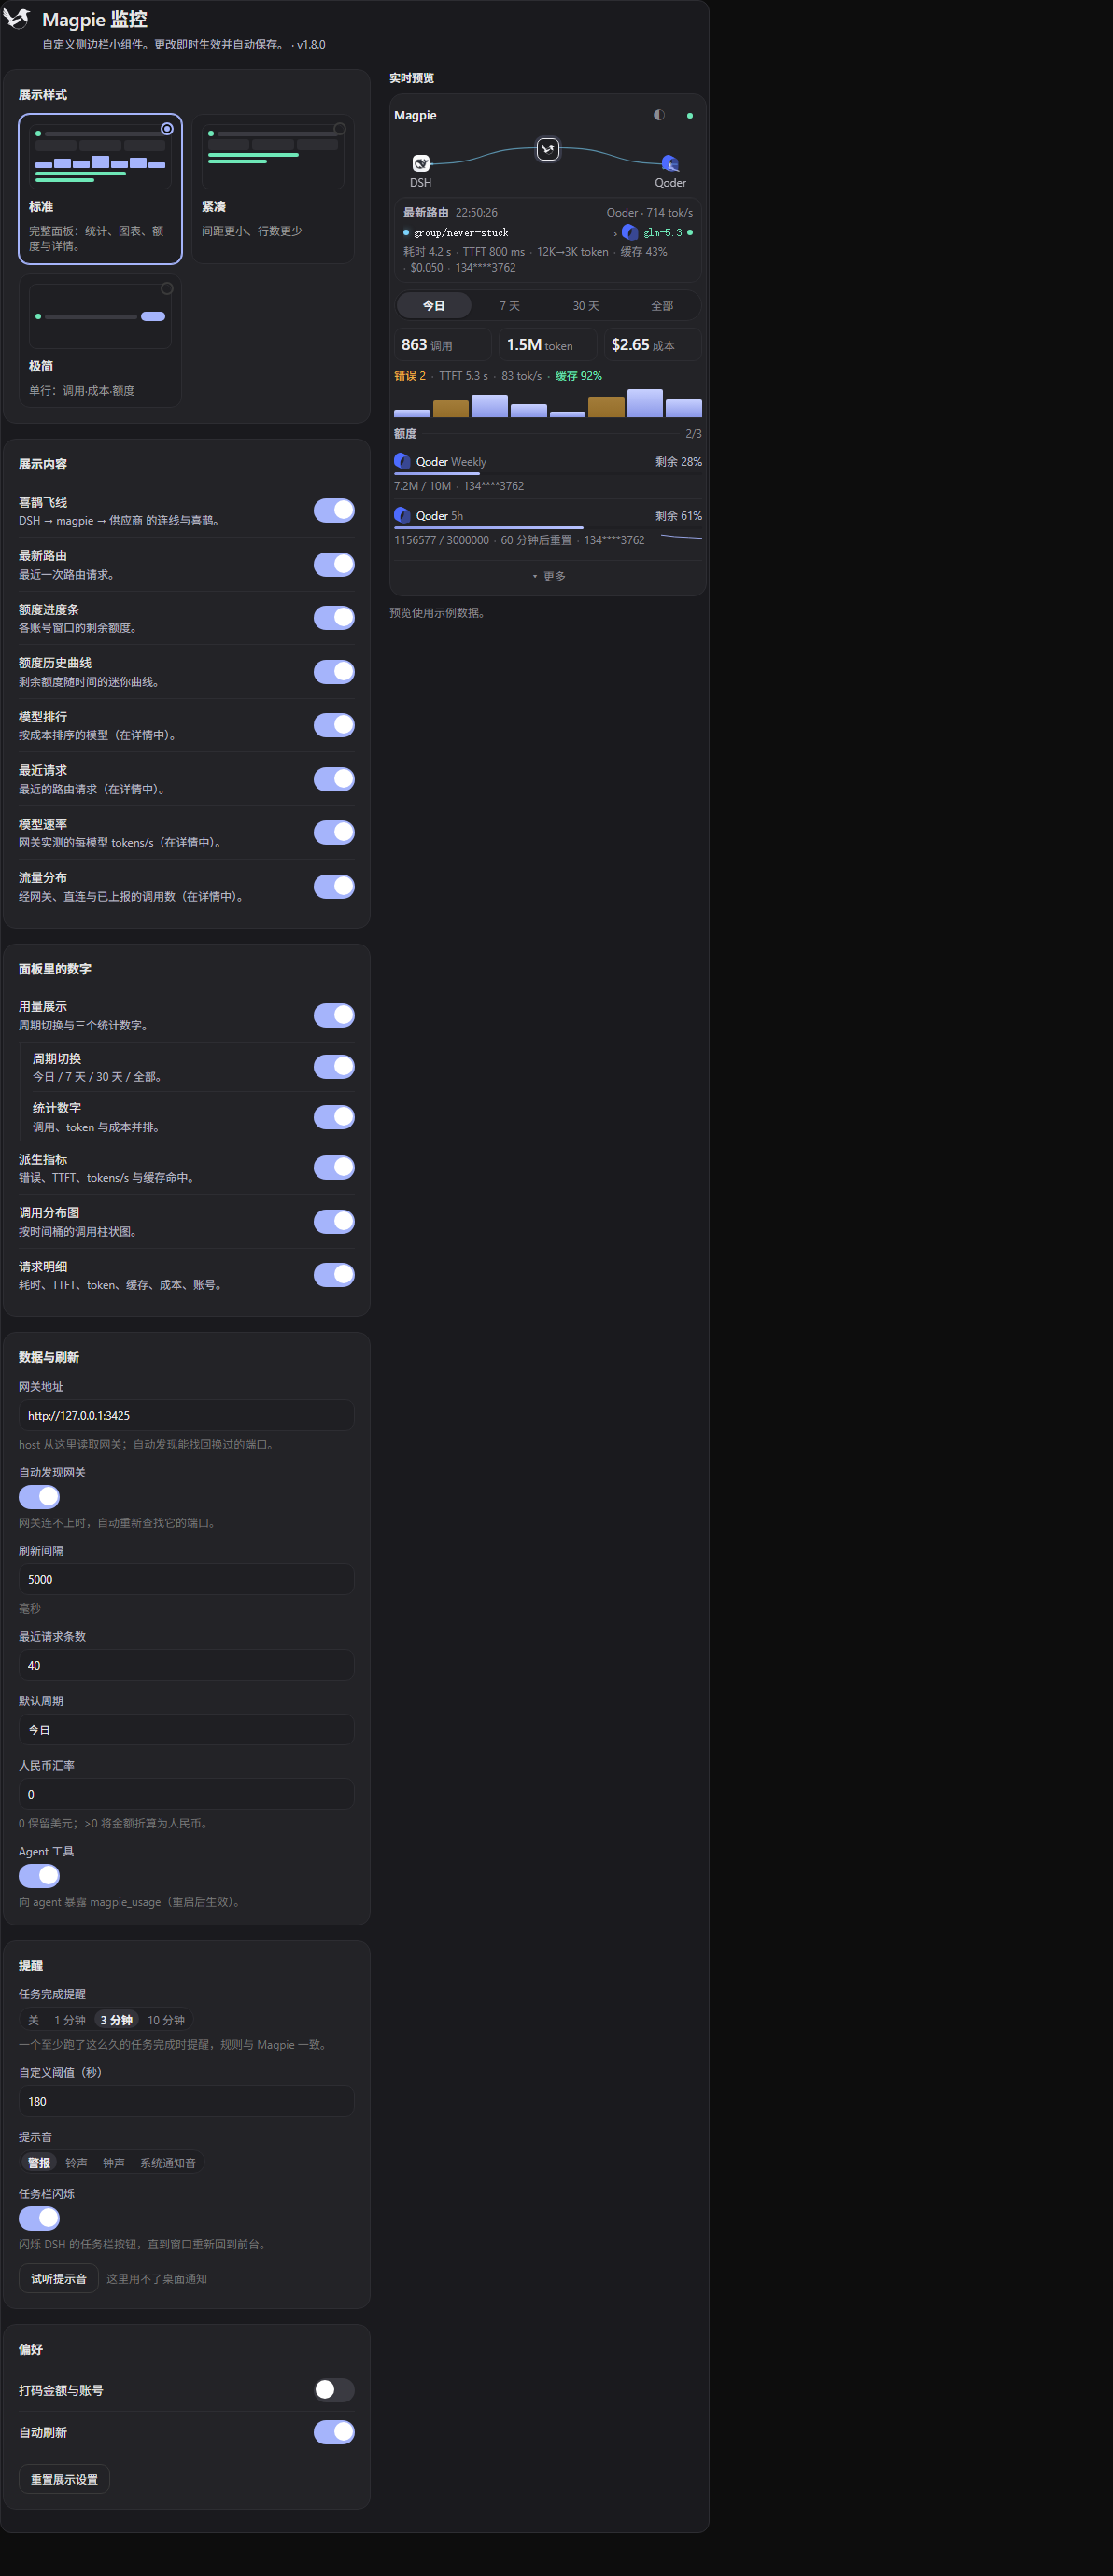 Magpie 监控
自定义侧边栏小组件。更改即时生效并自动保存。 · v1.8.0
展示样式
标准
完整面板：统计、图表、额
度与详情。
紧凑
间距更小、行数更少
极简
单行：调用·成本·额度
展示内容
喜鹊飞线
DSH → magpie → 供应商 的连线与喜鹊。
最新路由
最近一次路由请求。
额度进度条
各账号窗口的剩余额度。
额度历史曲线
剩余额度随时间的迷你曲线。
模型排行
按成本排序的模型（在详情中）。
最近请求
最近的路由请求（在详情中）。
模型速率
网关实测的每模型 tokens/s（在详情中）。
流量分布
经网关、直连与已上报的调用数（在详情中）。
面板里的数字
用量展示
周期切换与三个统计数字。
周期切换
今日 / 7 天 / 30 天 / 全部。
统计数字
调用、token 与成本并排。
派生指标
错误、TTFT、tokens/s 与缓存命中。
调用分布图
按时间桶的调用柱状图。
请求明细
耗时、TTFT、token、缓存、成本、账号。
数据与刷新
网关地址
http://127.0.0.1:3425
host 从这里读取网关；自动发现能找回换过的端口。
自动发现网关
网关连不上时，自动重新查找它的端口。
刷新间隔
5000
毫秒
最近请求条数
40
默认周期
今日
人民币汇率
0
0 保留美元；>0 将金额折算为人民币。
Agent 工具
向 agent 暴露 magpie_usage（重启后生效）。
提醒
任务完成提醒
关 1 分钟 3 分钟 10 分钟
一个至少跑了这么久的任务完成时提醒，规则与 Magpie 一致。
自定义阈值（秒）
180
提示音
警报 铃声 钟声 系统通知音
任务栏闪烁
闪烁 DSH 的任务栏按钮，直到窗口重新回到前台。
试听提示音 这里用不了桌面通知
偏好
打码金额与账号
自动刷新
重置展示设置
实时预览
Magpie
DSH
Qoder
最新路由 22:50:26 Qoder · 714 tok/s
group/never-stuck › glm-5.3
耗时 4.2 s · TTFT 800 ms · 12K→3K token · 缓存 43%
· $0.050 · 134****3762
今日 7 天 30 天 全部
863 调用 1.5M token $2.65 成本
错误 2 · TTFT 5.3 s · 83 tok/s · 缓存 92%
额度 2/3
Qoder Weekly 剩余 28%
7.2M / 10M · 134****3762
Qoder 5h 剩余 61%
1156577 / 3000000 · 60 分钟后重置 · 134****3762
更多
预览使用示例数据。